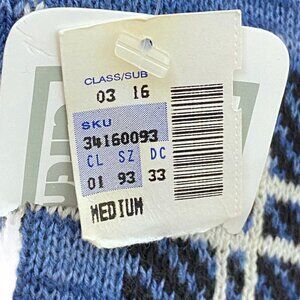 CLASS/SUB
03 16
SKU
34160093
CL SZ DC
01 93 33
MEDIUM